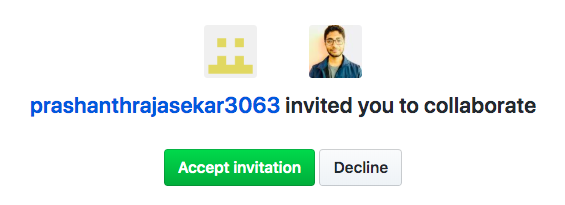 prashanthrajasekar3063 invited you to collaborate
Accept invitation Decline